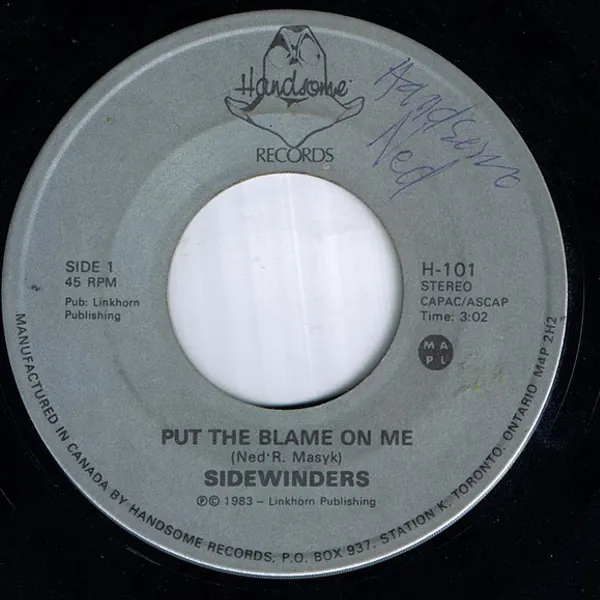 Handsome
RECORDS
Handsome
Ned
SIDE 1
45 RPM
Pub: Linkhorn
Publishing
H-101
STEREO
CAPAC/ASCAP
Time: 3:02
M A
P L
PUT THE BLAME ON ME
(Ned R. Masyk)
SIDEWINDERS
℗© 1983 – Linkhorn Publishing
MANUFACTURED IN CANADA BY HANDSOME RECORDS, P.O. BOX 937, STATION K, TORONTO, ONTARIO M4P 2H2